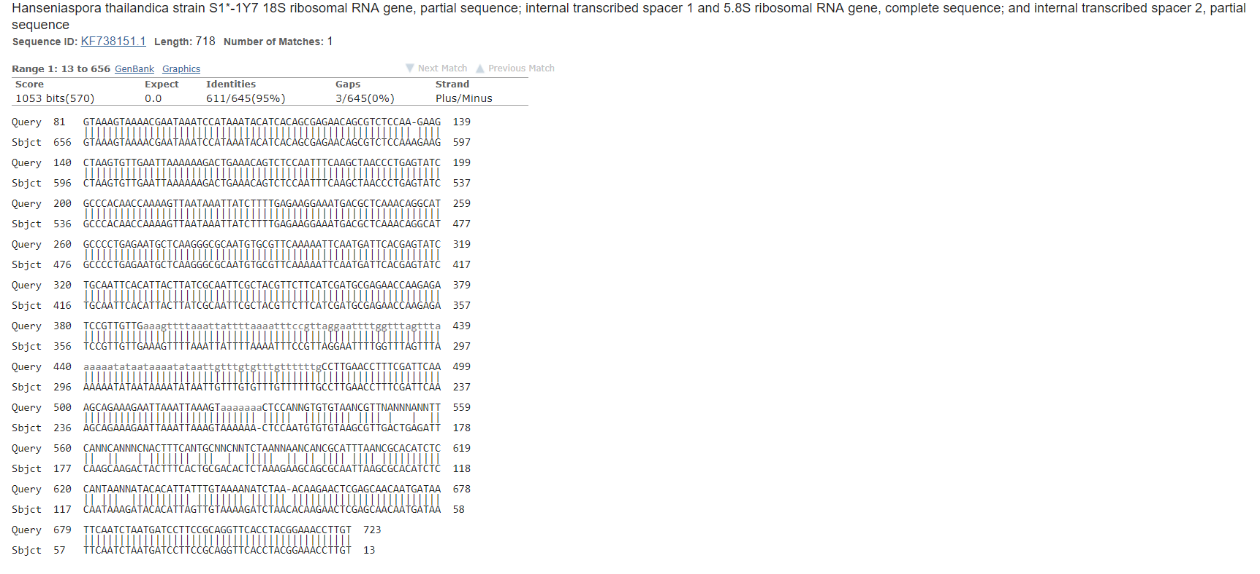 Hanseniaspora thailandica strain S1*-1Y7 18S ribosomal RNA gene, partial sequence; internal transcribed spacer 1 and 5.8S ribosomal RNA gene, complete sequence; and internal transcribed spacer 2, partial
sequence
Sequence ID: KF738151.1 Length: 718 Number of Matches: 1
Range 1: 13 to 656 GenBank Graphics ▼ Next Match ▲ Previous Match
Score Expect Identities Gaps Strand
1053 bits(570) 0.0 611/645(95%) 3/645(0%) Plus/Minus
Query 81 GTAAAGTAAAACGAATAAATCCATAAATACATCACAGCGAGAACAGCGTCTCCAA-GAAG 139
Sbjct 656 GTAAAGTAAAACGAATAAATCCATAAATACATCACAGCGAGAACAGCGTCTCCAAAGAAG 597
Query 140 CTAAGTGTTGAATTAAAAAAGACTGAAACAGTCTCCAATTTCAAGCTAACCCTGAGTATC 199
Sbjct 596 CTAAGTGTTGAATTAAAAAAGACTGAAACAGTCTCCAATTTCAAGCTAACCCTGAGTATC 537
Query 200 GCCCACAACCAAAAGTTAATAAATTATCTTTTGAGAAGGAAATGACGCTCAAACAGGCAT 259
Sbjct 536 GCCCACAACCAAAAGTTAATAAATTATCTTTTGAGAAGGAAATGACGCTCAAACAGGCAT 477
Query 260 GCCCCTGAGAATGCTCAAGGGCGCAATGTGCGTTCAAAAATTCAATGATTCACGAGTATC 319
Sbjct 476 GCCCCTGAGAATGCTCAAGGGCGCAATGTGCGTTCAAAAATTCAATGATTCACGAGTATC 417
Query 320 TGCAATTCACATTACTTATCGCAATTCGCTACGTTCTTCATCGATGCGAGAACCAAGAGA 379
Sbjct 416 TGCAATTCACATTACTTATCGCAATTCGCTACGTTCTTCATCGATGCGAGAACCAAGAGA 357
Query 380 TCCGTTGTTGaaagttttaaattattttaaaatttccgttaggaattttggtttagttta 439
Sbjct 356 TCCGTTGTTGAAAGTTTTAAATTATTTTAAAATTTCCGTTAGGAATTTTGGTTTAGTTTA 297
Query 440 aaaaatataataaaatataattgtttgtgtttgttttttgCCTTGAACCTTTCGATTCAA 499
Sbjct 296 AAAAATATAATAAAATATAATTGTTTGTGTTTGTTTTTTGCCTTGAACCTTTCGATTCAA 237
Query 500 AGCAGAAAGAATTAAATTAAAGTaaaaaaaCTCCANNGTGTGTAANCGTTNANNNANNTT 559
Sbjct 236 AGCAGAAAGAATTAAATTAAAGTAAAAAA-CTCCAATGTGTGTAAGCGTTGACTGAGATT 178
Query 560 CANNCANNNCNACTTTCANTGCNNCNNTCTAANNAANCANCGCATTTAANCGCACATCTC 619
Sbjct 177 CAAGCAAGACTACTTTCACTGCGACACTCTAAAGAAGCAGCGCAATTAAGCGCACATCTC 118
Query 620 CANTAANNATACACATTATTTGTAAAANATCTAA-ACAAGAACTCGAGCAACAATGATAA 678
Sbjct 117 CAATAAAGATACACATTAGTTGTAAAAGATCTAACACAAGAACTCGAGCAACAATGATAA 58
Query 679 TTCAATCTAATGATCCTTCCGCAGGTTCACCTACGGAAACCTTGT 723
Sbjct 57 TTCAATCTAATGATCCTTCCGCAGGTTCACCTACGGAAACCTTGT 13